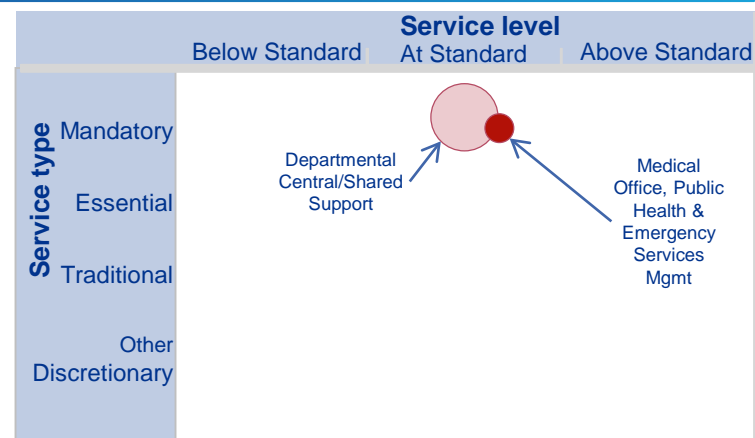 Service level
Below Standard
At Standard
Above Standard
Service type
Mandatory
Essential
Traditional
Other
Discretionary
Departmental
Central/Shared
Support
Medical
Office, Public
Health &
Emergency
Services
Mgmt